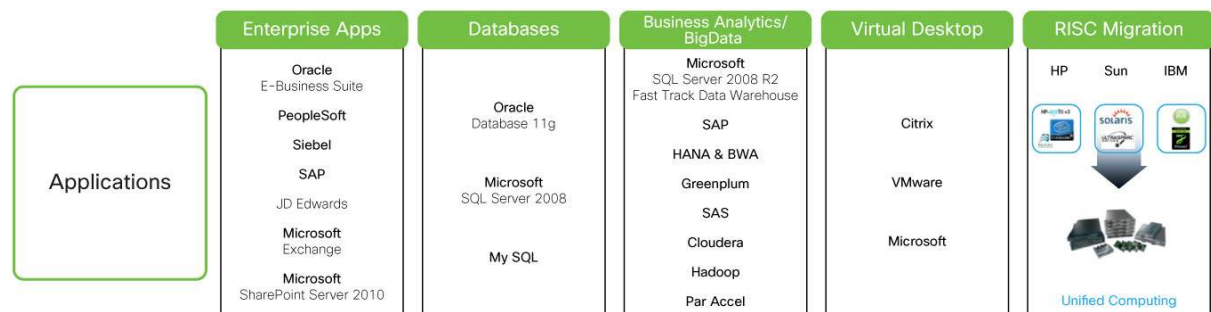 Applications
Enterprise Apps
Oracle
E-Business Suite
PeopleSoft
Siebel
SAP
JD Edwards
Microsoft
Exchange
Microsoft
SharePoint Server 2010
Databases
Oracle
Database 11g
Microsoft
SQL Server 2008
My SQL
Business Analytics/
BigData
Microsoft
SQL Server 2008 R2
Fast Track Data Warehouse
SAP
HANA & BWA
Greenplum
SAS
Cloudera
Hadoop
Par Accel
Virtual Desktop
Citrix
VMware
Microsoft
RISC Migration
HP Sun IBM
SOLARIS
ULTRASPARC
Unified Computing